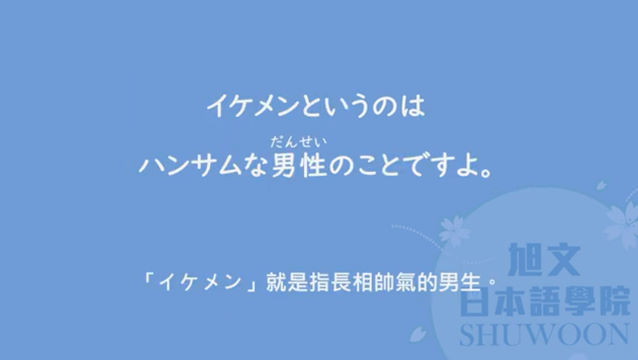 イケメンというのは
だんせい
ハンサムな男性のことですよ。
「イケメン」就是指長相帥氣的男生。
旭文
日本語學院
SHUWOON